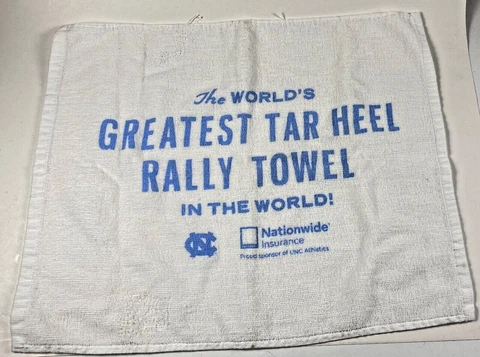 The WORLD'S
GREATEST TAR HEEL
RALLY TOWEL
IN THE WORLD!
NC
Nationwide®
Insurance
Proud sponsor of UNC Athletics